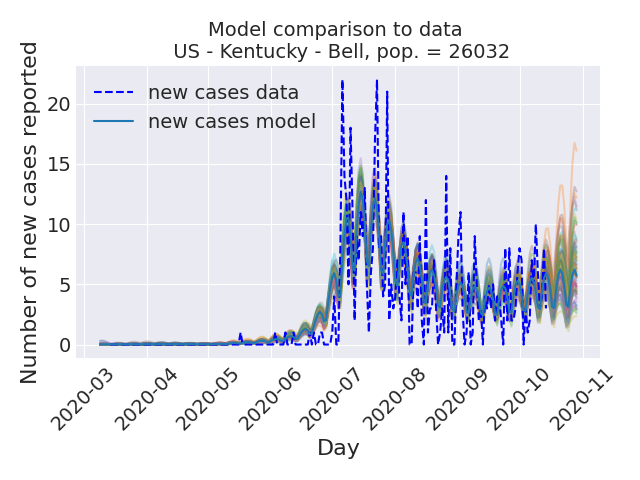 Model comparison to data
US - Kentucky - Bell, pop. = 26032
Number of new cases reported
20
15
10
5
0
new cases data
new cases model
2020-03
2020-04
2020-05
2020-06
2020-07
2020-08
2020-09
2020-10
2020-11
Day